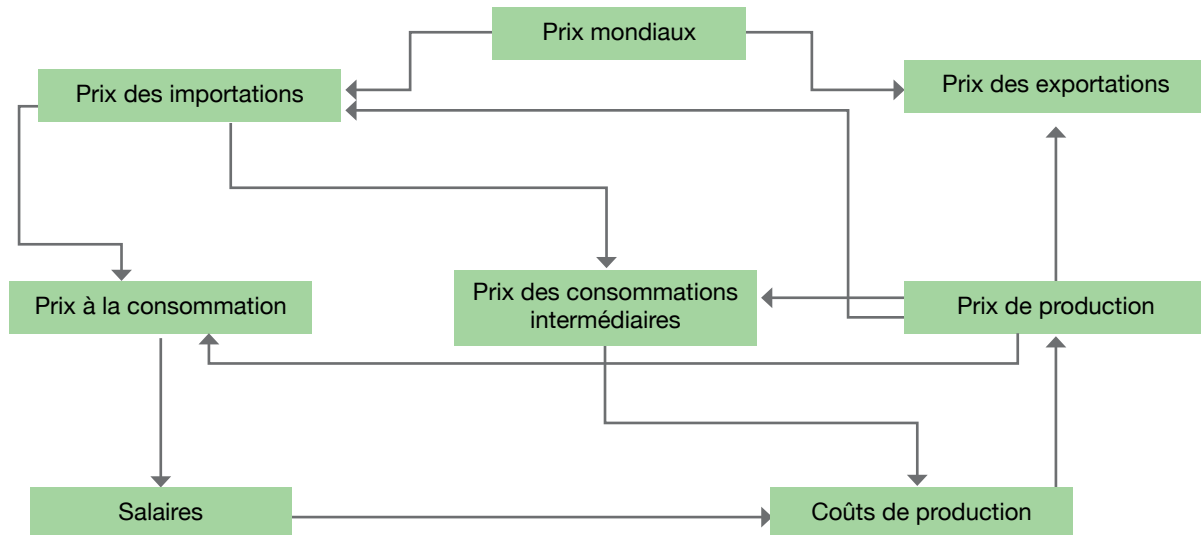 Prix mondiaux
Prix des importations
Prix des exportations
Prix à la consommation
Prix des consommations
intermédiaires
Prix de production
Salaires
Coûts de production